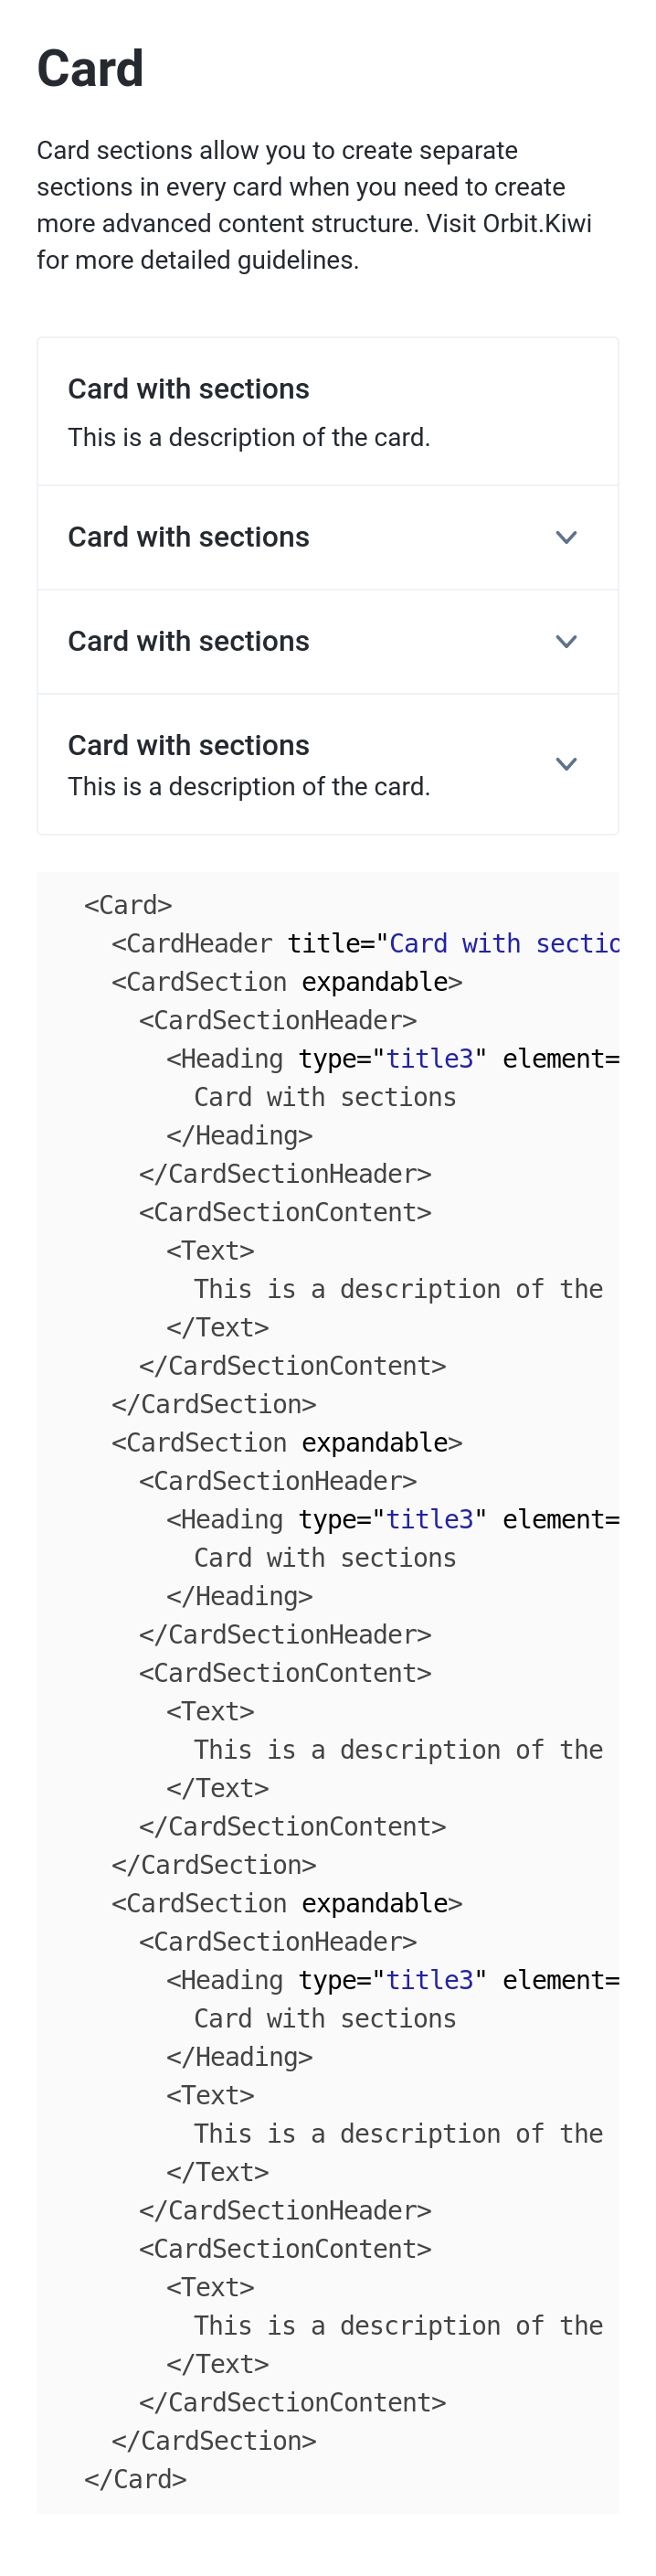 Card
Card sections allow you to create separate
sections in every card when you need to create
more advanced content structure. Visit Orbit.Kiwi
for more detailed guidelines.
Card with sections
This is a description of the card.
Card with sections
Card with sections
Card with sections
This is a description of the card.
<Card>
<CardHeader title="Card with sectio
<CardSection expandable>
<CardSectionHeader>
<Heading type="title3" element=
Card with sections
</Heading>
</CardSectionHeader>
<CardSectionContent>
<Text>
This is a description of the
</Text>
</CardSectionContent>
</CardSection>
<CardSection expandable>
<CardSectionHeader>
<Heading type="title3" element=
Card with sections
</Heading>
</CardSectionHeader>
<CardSectionContent>
<Text>
This is a description of the
</Text>
</CardSectionContent>
</CardSection>
<CardSection expandable>
<CardSectionHeader>
<Heading type="title3" element=
Card with sections
</Heading>
<Text>
This is a description of the
</Text>
</CardSectionHeader>
<CardSectionContent>
<Text>
This is a description of the
</Text>
</CardSectionContent>
</CardSection>
</Card>